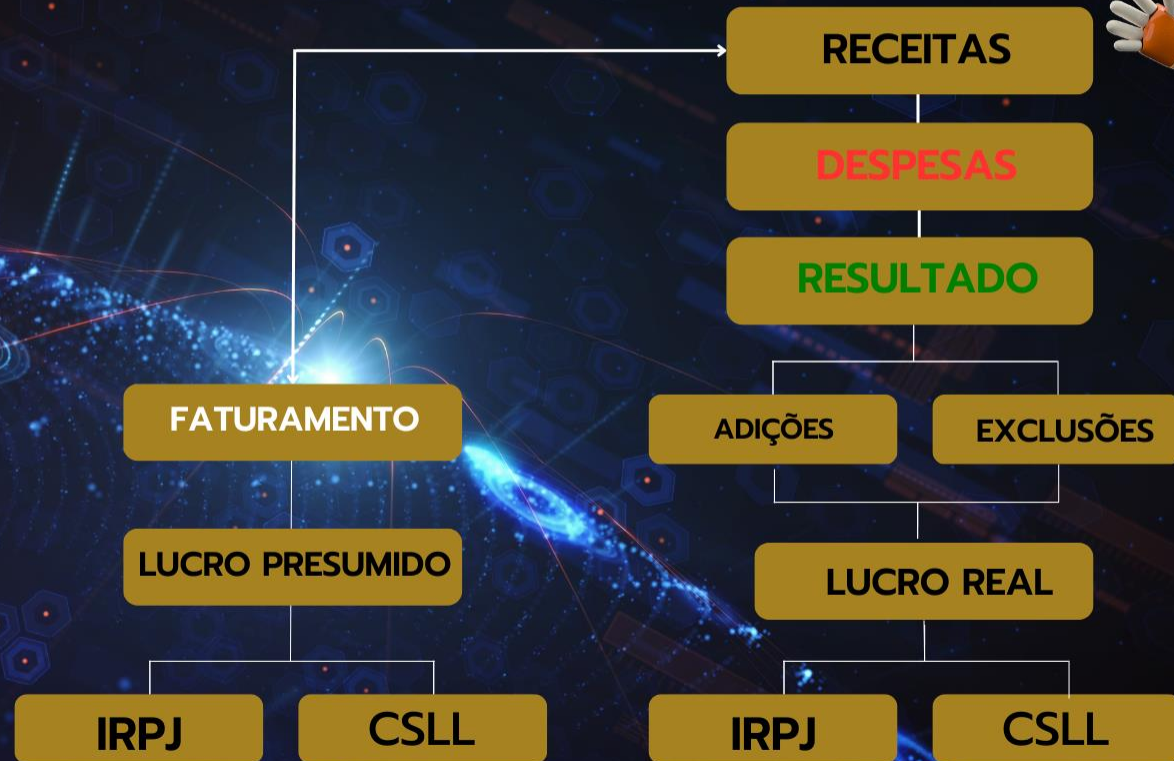 RECEITAS
DESPESAS
RESULTADO
FATURAMENTO
ADIÇÕES
EXCLUSÕES
LUCRO PRESUMIDO
LUCRO REAL
IRPJ
CSLL
IRPJ
CSLL